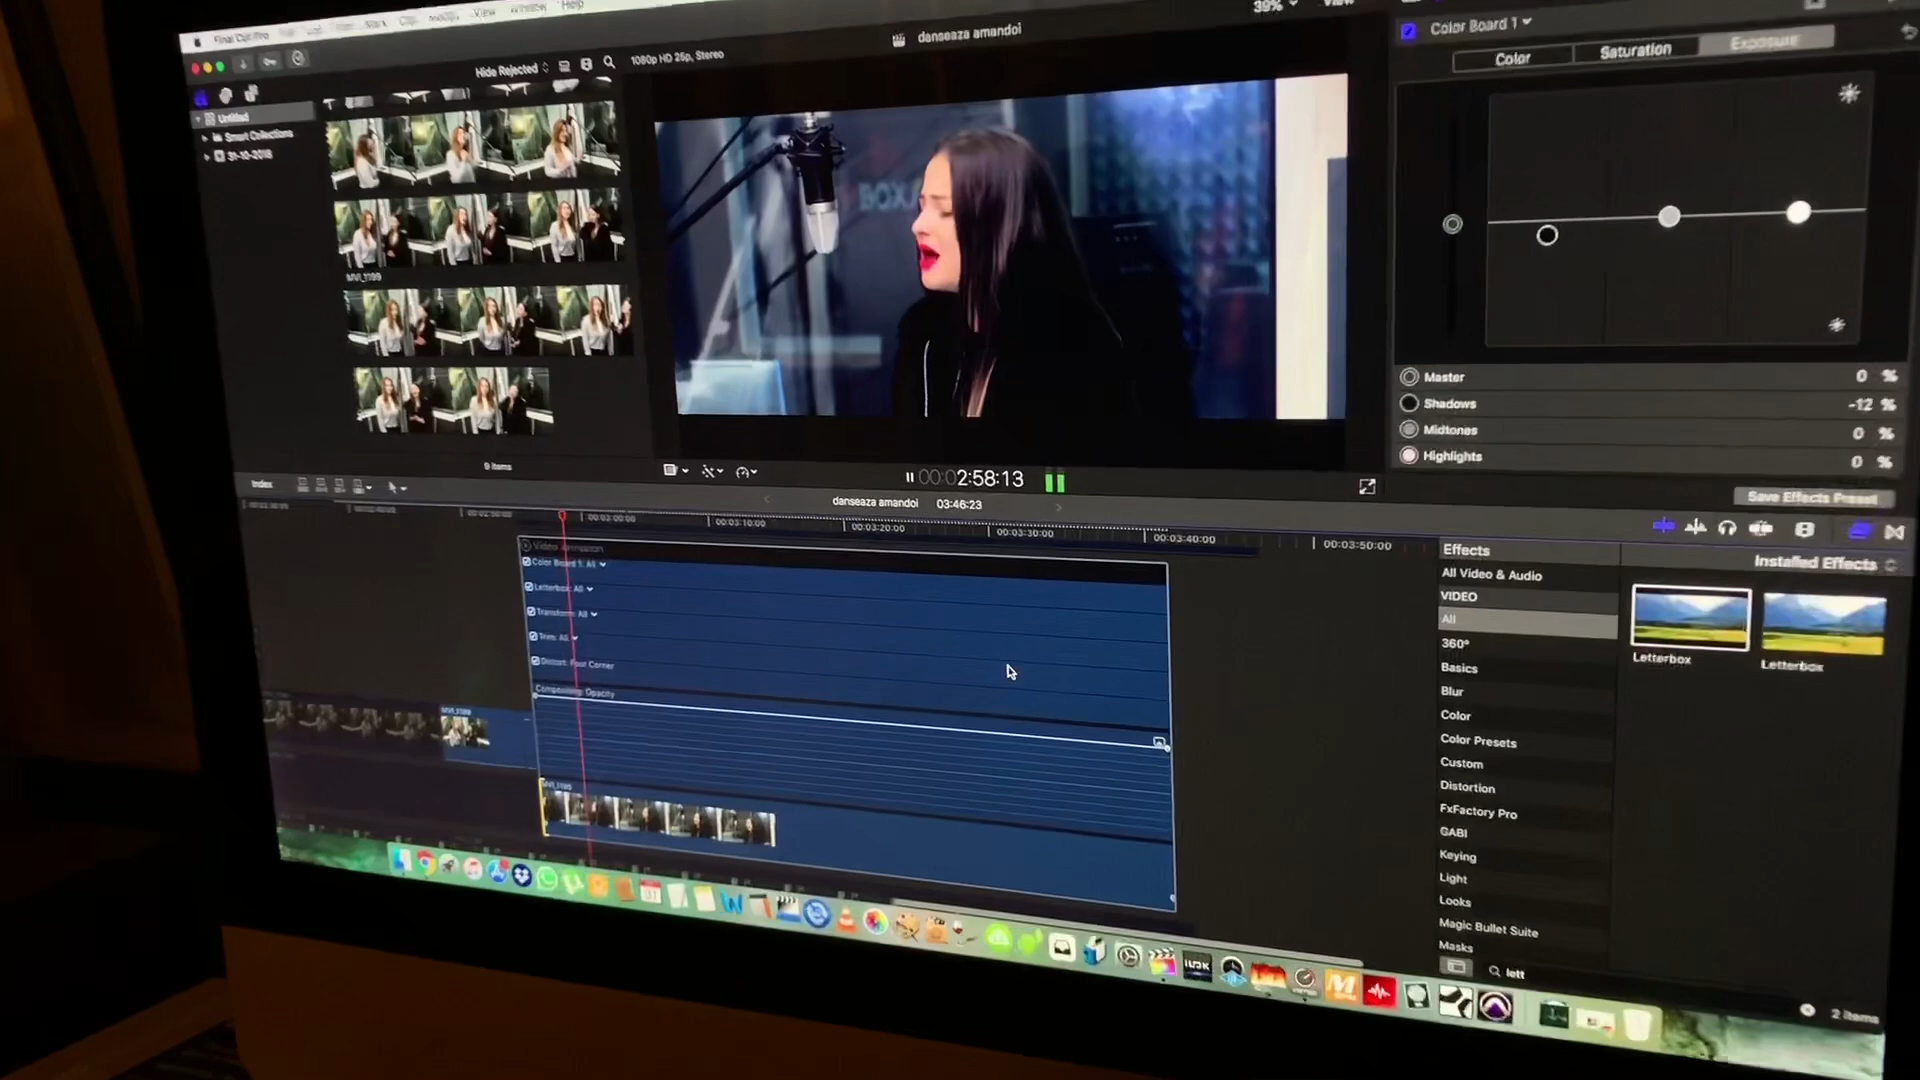 Final Cut Pro
View
Window
Help
39%
View
Hide Rejected
1080p HD 25p, Stereo
danseaza amandoi
Color Board 1
Color
Saturation
Exposure
Untitled
Smart Collections
31-10-2018
MVI_1199
BOX
Master
0 %
Shadows
-12 %
Midtones
0 %
Highlights
0 %
9 items
00:02:58:13
Save Effects Preset
Index
danseaza amandoi
03:46:23
00:03:00:00
00:03:10:00
00:03:20:00
00:03:30:00
00:03:40:00
00:03:50:00
Video Animation
Color Board 1: All
Letterbox: All
Transform: All
Trim: All
Distort: Four Corner
Compositing: Opacity
Effects
Installed Effects
All Video & Audio
VIDEO
All
360°
Basics
Blur
Color
Color Presets
Custom
Distortion
FxFactory Pro
GABI
Keying
Light
Looks
Magic Bullet Suite
Masks
Letterbox
Letterbox
lett
2 items